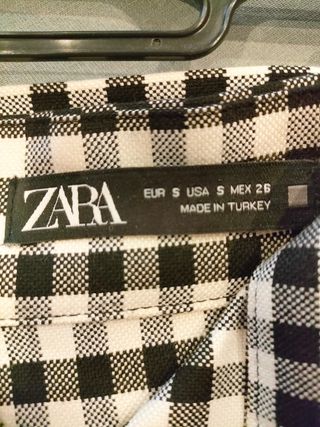 ZARA
EUR S USA S MEX 26
MADE IN TURKEY